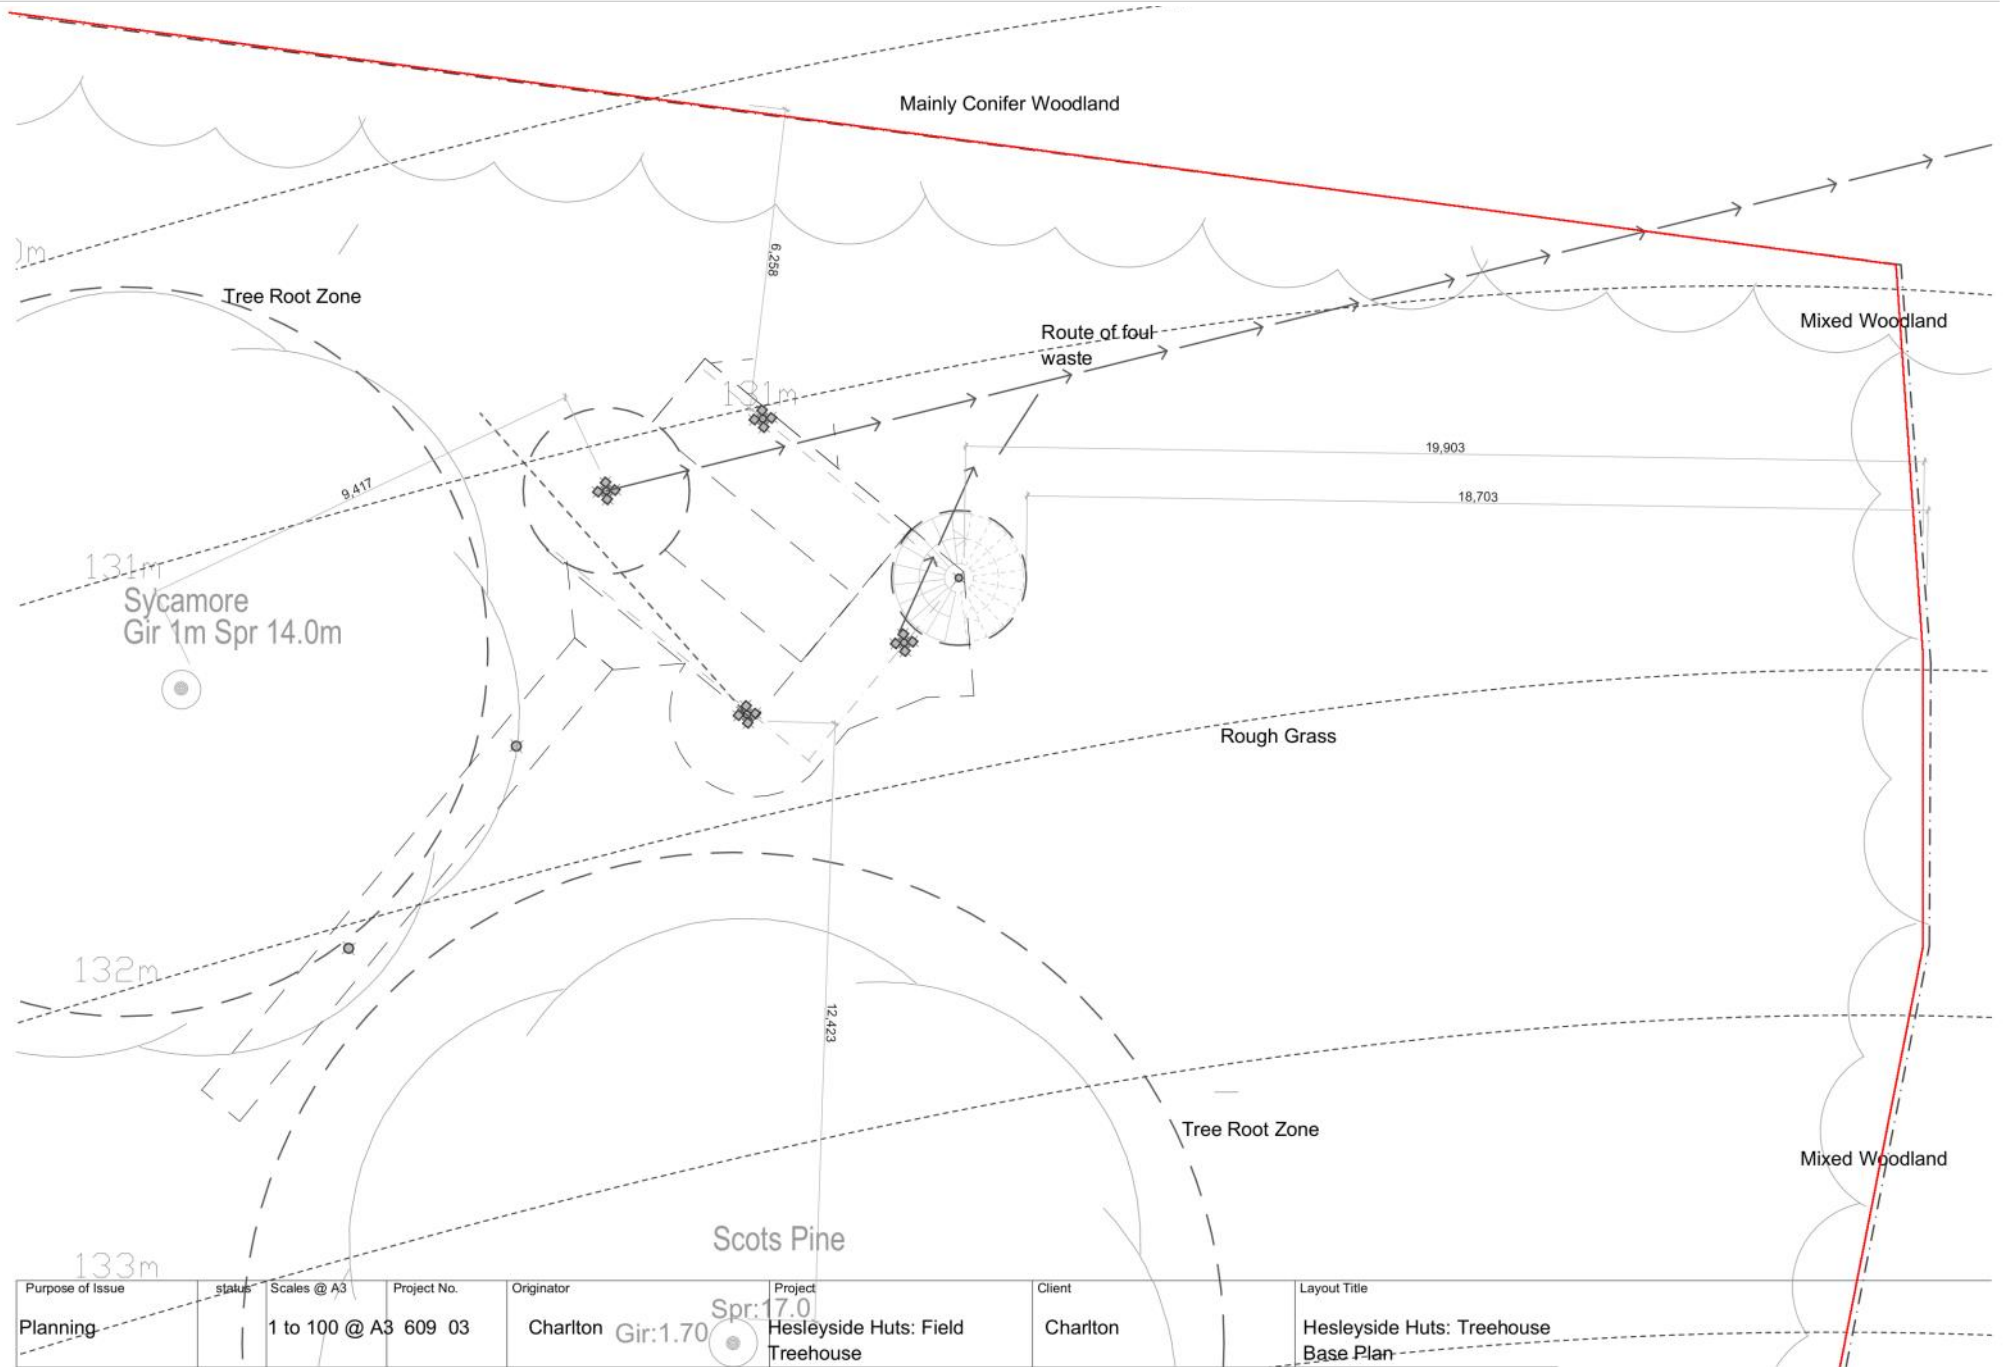 Mainly Conifer Woodland
6,258
Tree Root Zone
Mixed Woodland
Route of foul
waste
131m
19,903
9,417
18,703
131m
Sycamore
Gir 1m Spr 14.0m
Rough Grass
132m
12,423
Tree Root Zone
Mixed Woodland
Scots Pine
133m
Spr:17.0
Gir:1.70
Purpose of Issue
Planning
status
Scales @ A3
1 to 100 @ A3
Project No.
609 03
Originator
Charlton
Project
Hesleyside Huts: Field
Treehouse
Client
Charlton
Layout Title
Hesleyside Huts: Treehouse
Base Plan